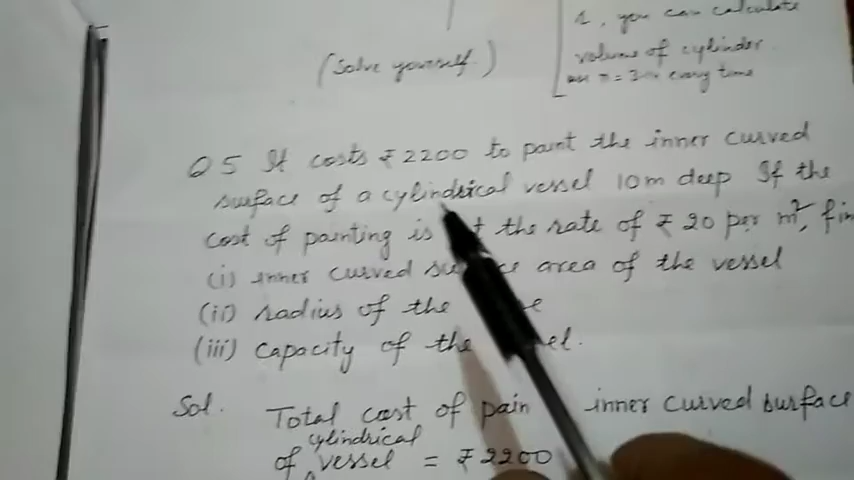 1, you can calculate
(Solve yourself.)
volume of cylinder
use π = 3.14 every time
Q5 It costs ₹2200 to paint the inner curved
surface of a cylindrical vessel 10m deep If the
cost of painting is at the rate of ₹20 per m²,
(i) inner curved surface area of the vessel
(ii) radius of the
(iii) capacity of the
Sol. Total cost of pain inner curved surface
cylindrical
of vessel = ₹2200